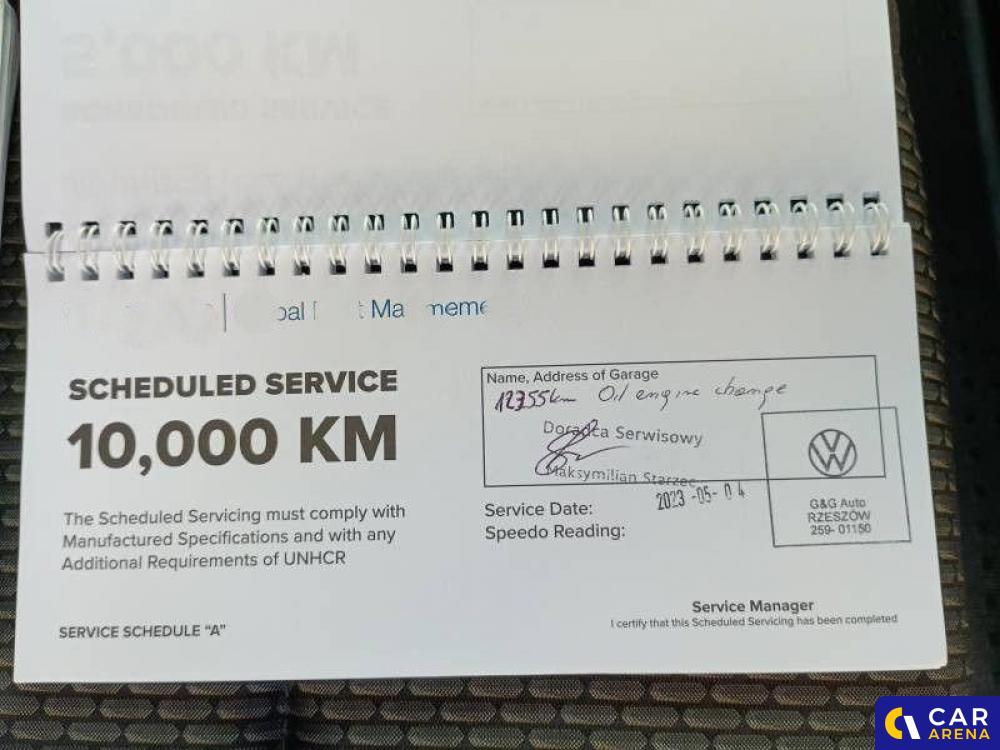 SCHEDULED SERVICE
10,000 KM
The Scheduled Servicing must comply with
Manufactured Specifications and with any
Additional Requirements of UNHCR
SERVICE SCHEDULE “A”
Name, Address of Garage
12755km Oil engine change
Doradca Serwisowy
Maksymilian Starzec
Service Date: 2023-05-04
Speedo Reading:
G&G Auto
RZESZÓW
259-01150
Service Manager
I certify that this Scheduled Servicing has been completed
CAR
ARENA